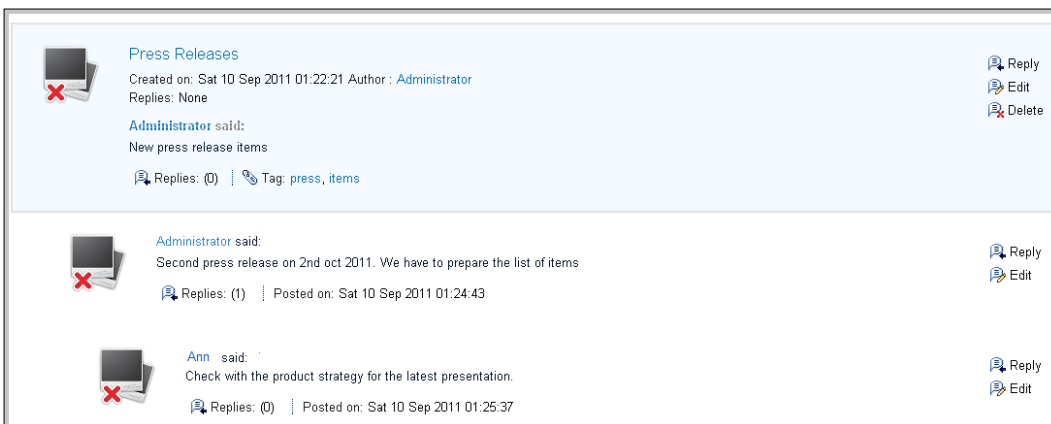 Press Releases
Created on: Sat 10 Sep 2011 01:22:21 Author : Administrator
Replies: None
Administrator said:
New press release items
Replies: (0) Tag: press, items
Reply
Edit
Delete
Administrator said:
Second press release on 2nd oct 2011. We have to prepare the list of items
Replies: (1) Posted on: Sat 10 Sep 2011 01:24:43
Reply
Edit
Ann said:
Check with the product strategy for the latest presentation.
Replies: (0) Posted on: Sat 10 Sep 2011 01:25:37
Reply
Edit